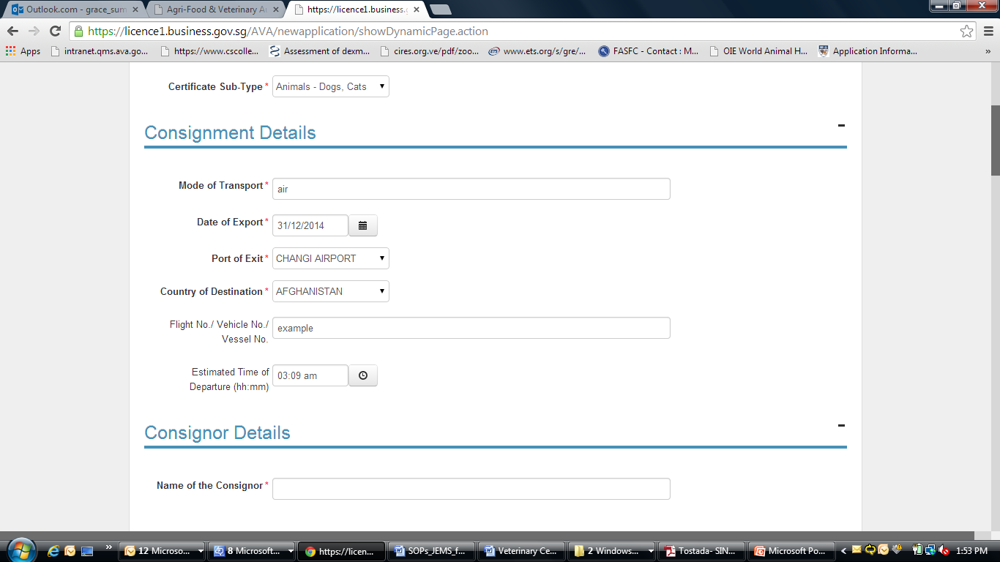 Outlook.com - grace_sum
Agri-Food & Veterinary Au
https://licence1.business.g
https://licence1.business.gov.sg/AVA/newapplication/showDynamicPage.action
Apps
intranet.qms.ava.go...
https://www.cscolle...
Assessment of dexm...
cires.org.ve/pdf/zoo...
www.ets.org/s/gre/...
FASFC - Contact : M...
OIE World Animal H...
Application Informa...
»
Certificate Sub-Type * Animals - Dogs, Cats
Consignment Details
Mode of Transport * air
Date of Export * 31/12/2014
Port of Exit * CHANGI AIRPORT
Country of Destination * AFGHANISTAN
Flight No./ Vehicle No./
Vessel No. example
Estimated Time of
Departure (hh:mm) 03:09 am
Consignor Details
Name of the Consignor *
» 12 Microso... 8 Microsoft... https://licen... SOPs_JEMS_f... Veterinary Ce... 2 Windows... Tostada- SIN... Microsoft Po... 1:53 PM